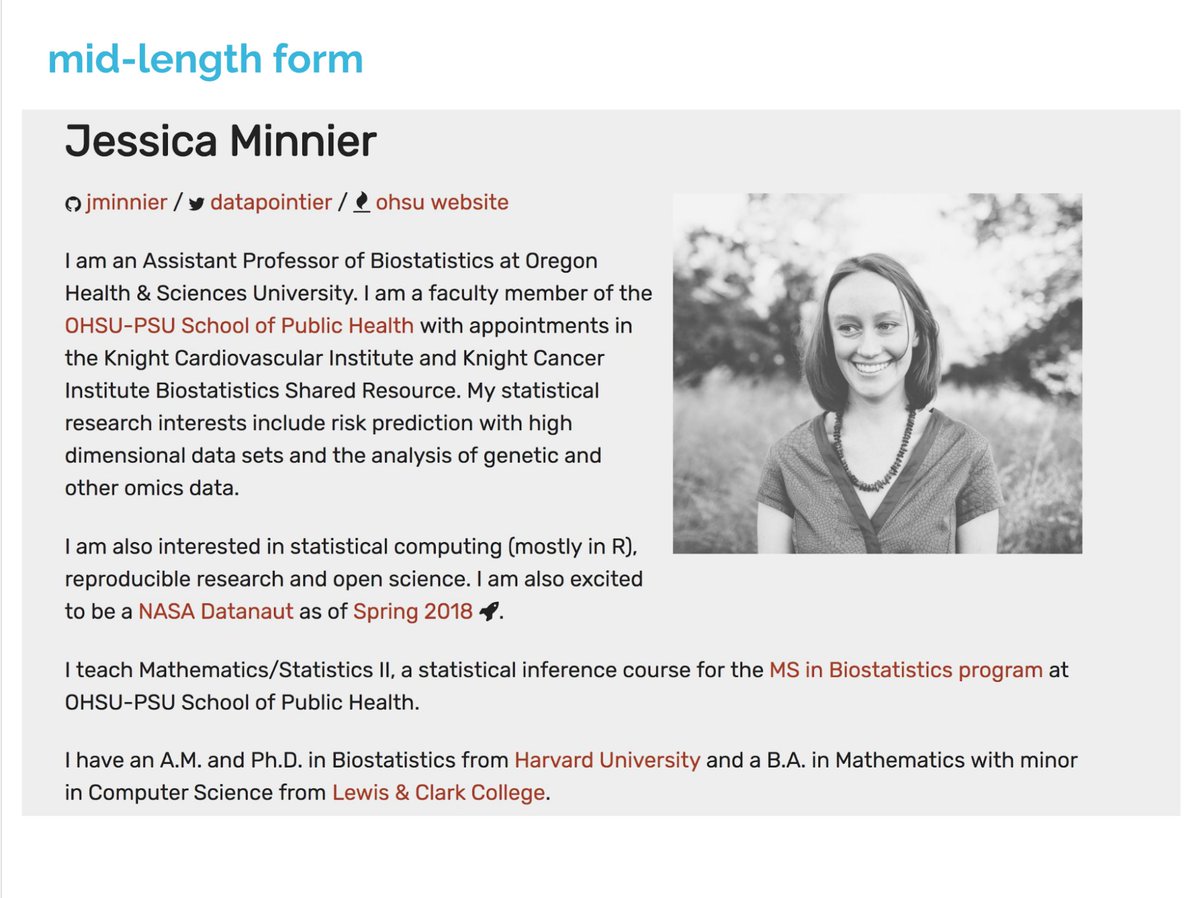 mid-length form
Jessica Minnier
jminnier / datapointier / ohsu website
I am an Assistant Professor of Biostatistics at Oregon
Health & Sciences University. I am a faculty member of the
OHSU-PSU School of Public Health with appointments in
the Knight Cardiovascular Institute and Knight Cancer
Institute Biostatistics Shared Resource. My statistical
research interests include risk prediction with high
dimensional data sets and the analysis of genetic and
other omics data.
I am also interested in statistical computing (mostly in R),
reproducible research and open science. I am also excited
to be a NASA Datanaut as of Spring 2018 .
I teach Mathematics/Statistics II, a statistical inference course for the MS in Biostatistics program at
OHSU-PSU School of Public Health.
I have an A.M. and Ph.D. in Biostatistics from Harvard University and a B.A. in Mathematics with minor
in Computer Science from Lewis & Clark College.